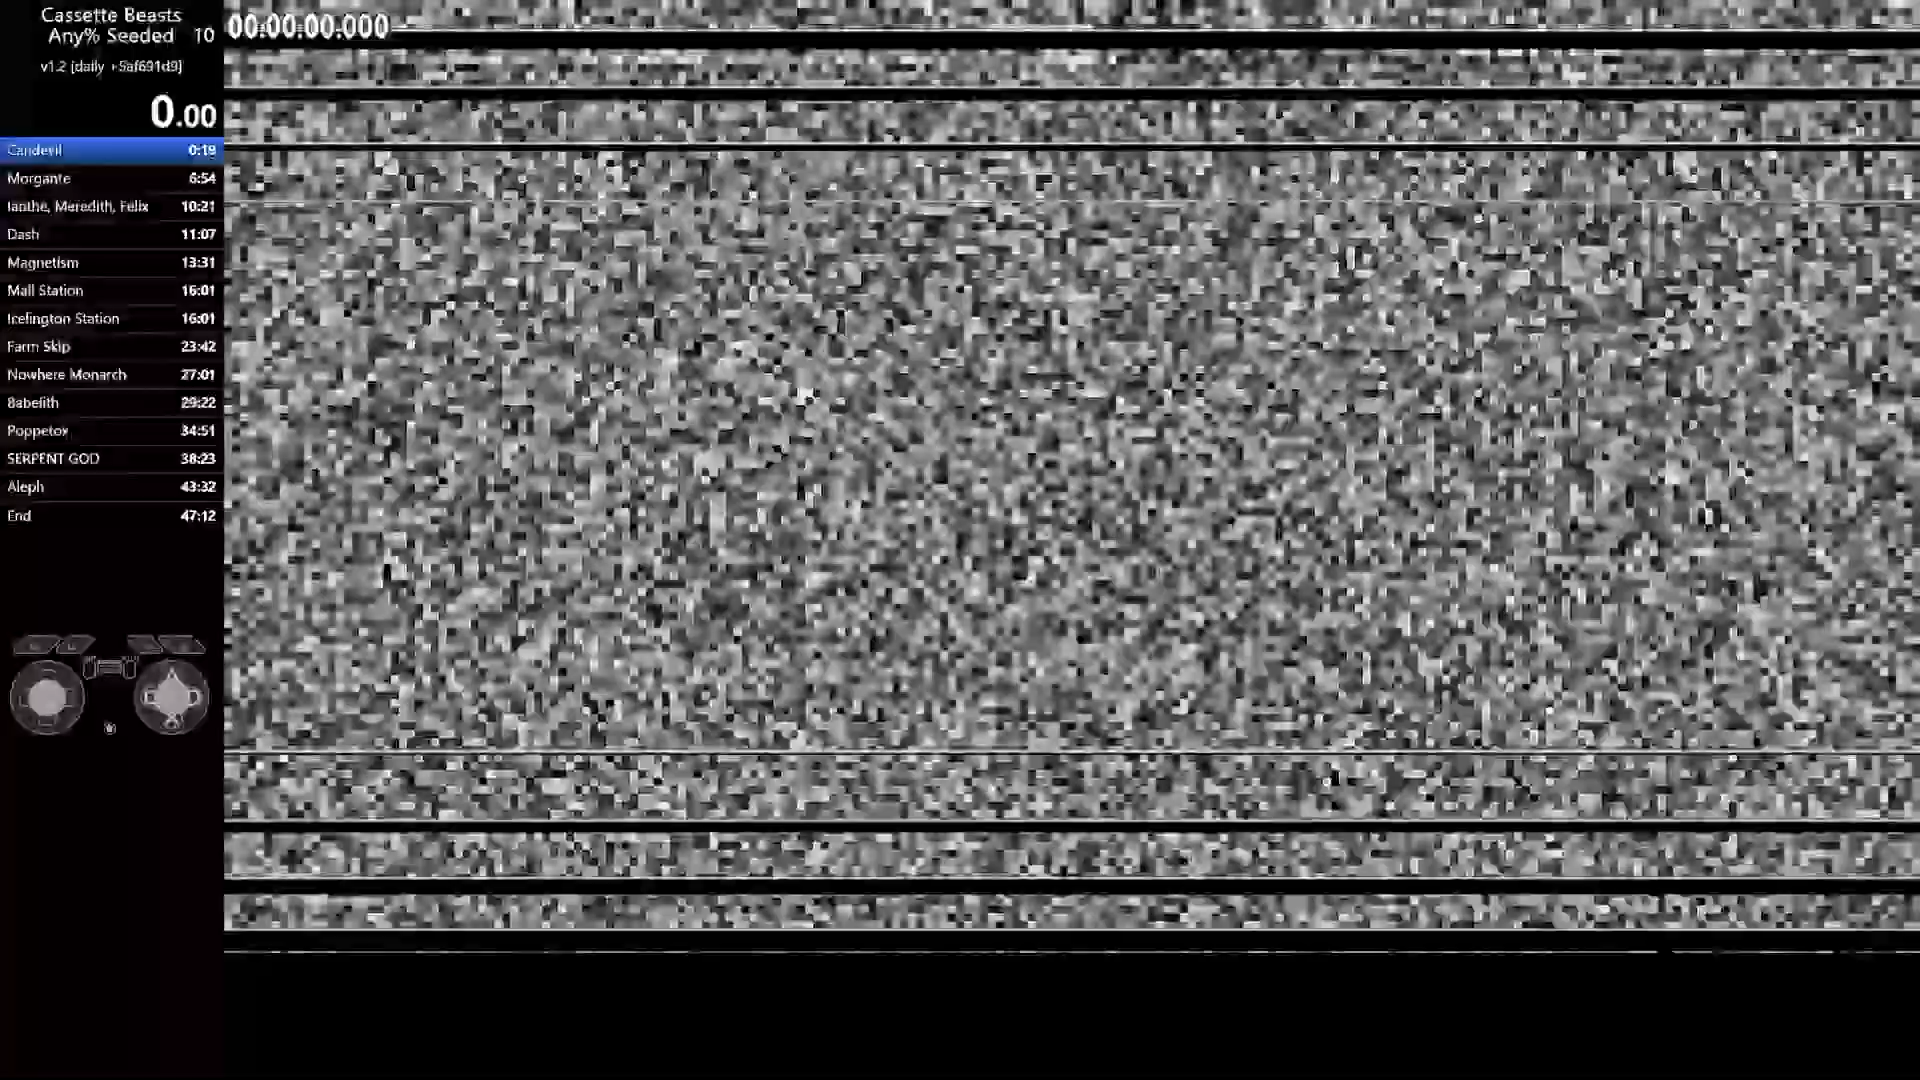 Cassette Beasts
Any% Seeded 10
v1.2 [daily +5af691d9]
00:00:00.000
0.00
Candevil 0:19
Morgante 6:54
Ianthe, Meredith, Felix 10:21
Dash 11:07
Magnetism 13:31
Mall Station 16:01
Icelington Station 16:01
Farm Skip 23:42
Nowhere Monarch 27:01
Babelith 29:22
Poppetox 34:51
SERPENT GOD 38:23
Aleph 43:32
End 47:12